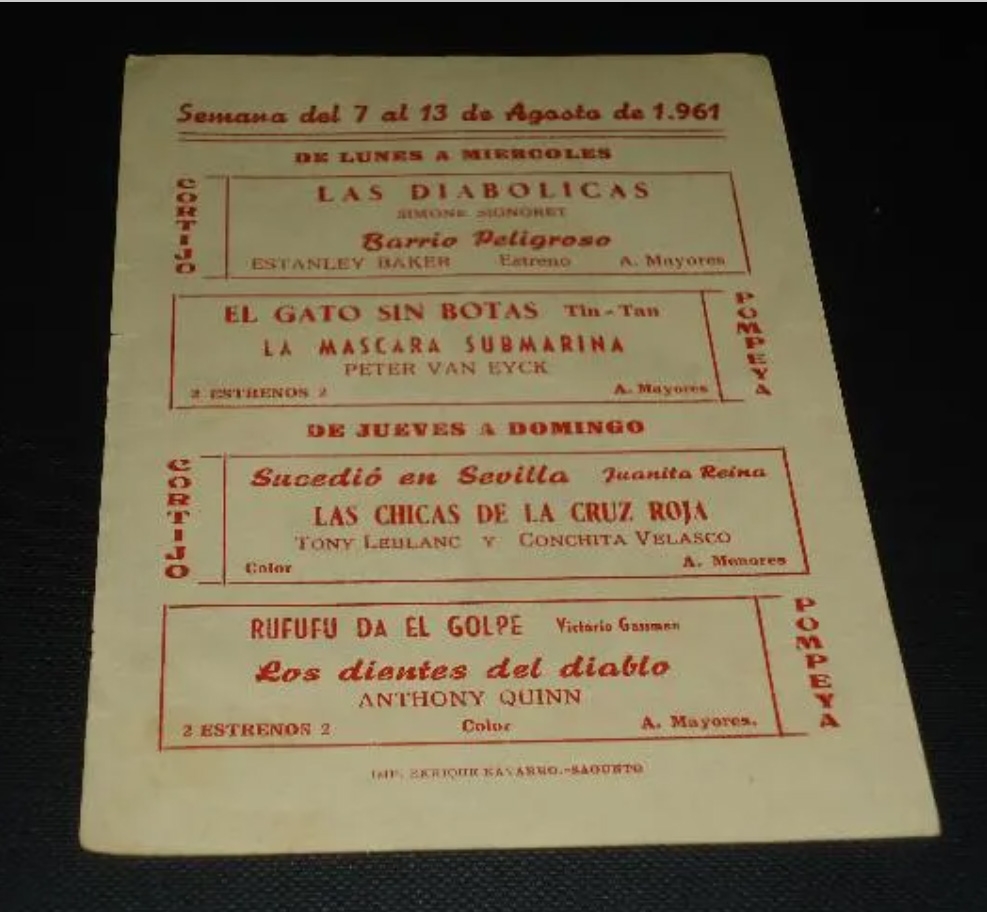 Semana del 7 al 13 de Agosto de 1.961
DE LUNES A MIERCOLES
CORTIJO
LAS DIABOLICAS
SIMONE SIGNORET
Barrio Peligroso
ESTANLEY BAKER Estreno A. Mayores
EL GATO SIN BOTAS Tin-Tan
LA MASCARA SUBMARINA
PETER VAN EYCK
2 ESTRENOS 2 A. Mayores
POMPEYA
DE JUEVES A DOMINGO
CORTIJO
Sucedió en Sevilla Juanita Reina
LAS CHICAS DE LA CRUZ ROJA
TONY LEBLANC Y CONCHITA VELASCO
Color A. Menores
RUFUFU DA EL GOLPE Victorio Gassman
Los dientes del diablo
ANTHONY QUINN
2 ESTRENOS 2 Color A. Mayores.
POMPEYA
IMP. ENRIQUE NAVARRO.-SAGUNTO